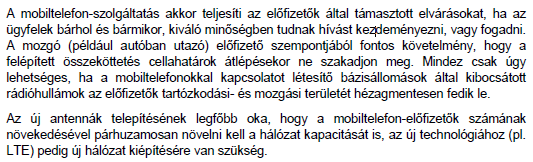 A mobiltelefon-szolgáltatás akkor teljesíti az előfizetők által támasztott elvárásokat, ha az
ügyfelek bárhol és bármikor, kiváló minőségben tudnak hívást kezdeményezni, vagy fogadni.
A mozgó (például autóban utazó) előfizető szempontjából fontos követelmény, hogy a
felépített összeköttetés cellahatárok átlépésekor ne szakadjon meg. Mindez csak úgy
lehetséges, ha a mobiltelefonokkal kapcsolatot létesítő bázisállomások által kibocsátott
rádióhullámok az előfizetők tartózkodási- és mozgási területét hézagmentesen fedik le.
Az új antennák telepítésének legfőbb oka, hogy a mobiltelefon-előfizetők számának
növekedésével párhuzamosan növelni kell a hálózat kapacitását is, az új technológiához (pl.
LTE) pedig új hálózat kiépítésére van szükség.